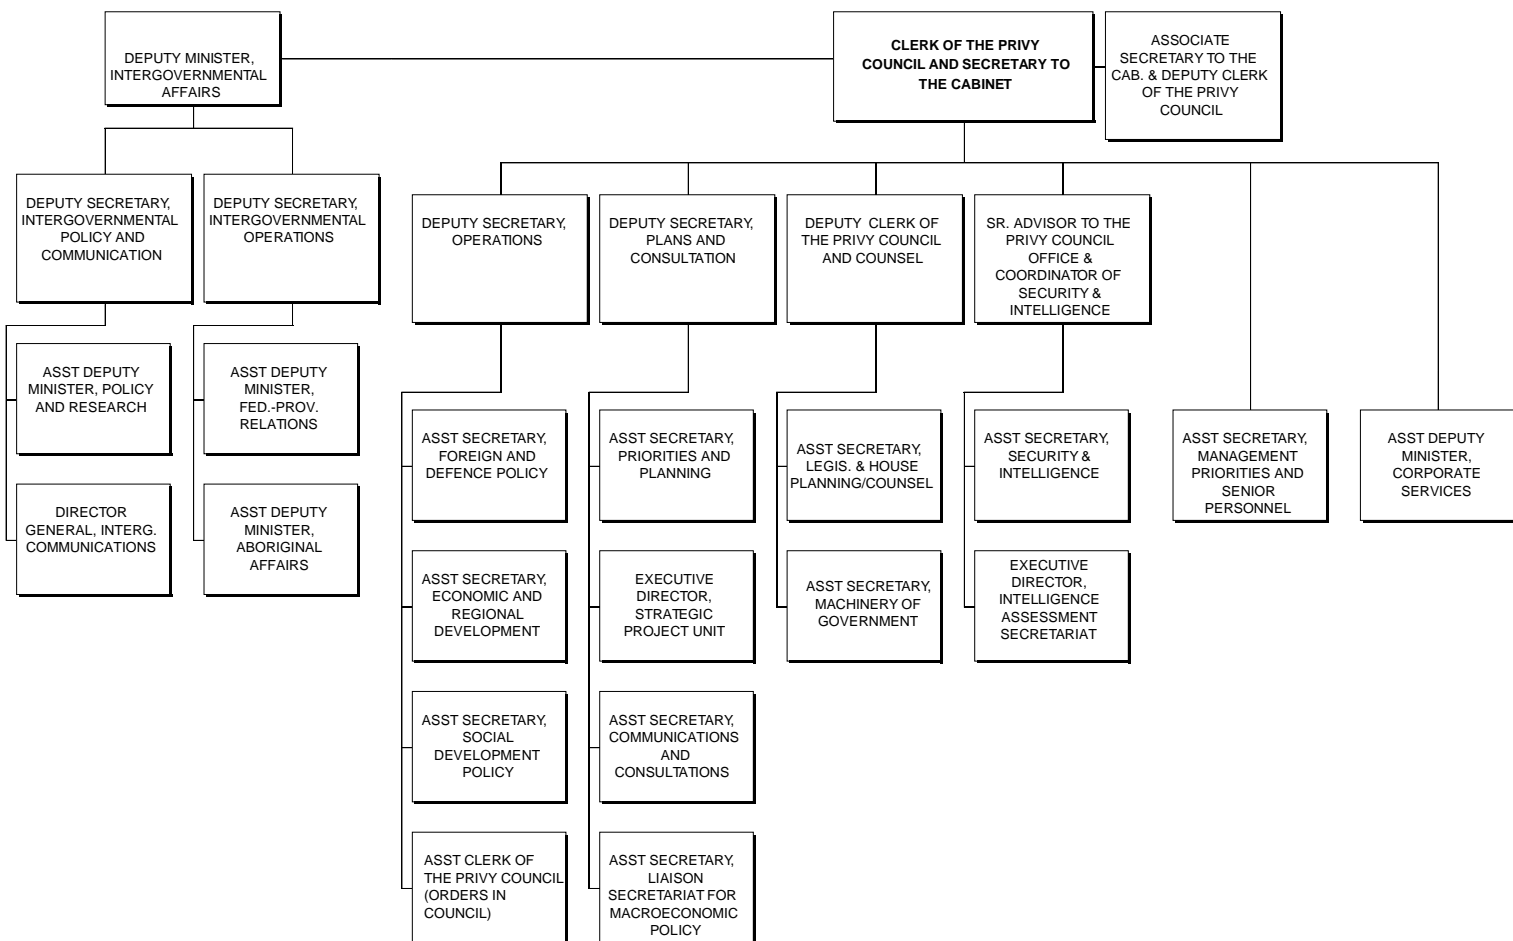 DEPUTY MINISTER,
INTERGOVERNMENTAL
AFFAIRS
CLERK OF THE PRIVY
COUNCIL AND SECRETARY TO
THE CABINET
ASSOCIATE
SECRETARY TO THE
CAB. & DEPUTY CLERK
OF THE PRIVY
COUNCIL
DEPUTY SECRETARY,
INTERGOVERNMENTAL
POLICY AND
COMMUNICATION
DEPUTY SECRETARY,
INTERGOVERNMENTAL
OPERATIONS
DEPUTY SECRETARY,
OPERATIONS
DEPUTY SECRETARY,
PLANS AND
CONSULTATION
DEPUTY CLERK OF
THE PRIVY COUNCIL
AND COUNSEL
SR. ADVISOR TO THE
PRIVY COUNCIL
OFFICE &
COORDINATOR OF
SECURITY &
INTELLIGENCE
ASST DEPUTY
MINISTER, POLICY
AND RESEARCH
ASST DEPUTY
MINISTER,
FED.-PROV.
RELATIONS
ASST SECRETARY,
FOREIGN AND
DEFENCE POLICY
ASST SECRETARY,
PRIORITIES AND
PLANNING
ASST SECRETARY,
LEGIS. & HOUSE
PLANNING/COUNSEL
ASST SECRETARY,
SECURITY &
INTELLIGENCE
ASST SECRETARY,
MANAGEMENT
PRIORITIES AND
SENIOR
PERSONNEL
ASST DEPUTY
MINISTER,
CORPORATE
SERVICES
DIRECTOR
GENERAL, INTERG.
COMMUNICATIONS
ASST DEPUTY
MINISTER,
ABORIGINAL
AFFAIRS
ASST SECRETARY,
ECONOMIC AND
REGIONAL
DEVELOPMENT
EXECUTIVE
DIRECTOR,
STRATEGIC
PROJECT UNIT
ASST SECRETARY,
MACHINERY OF
GOVERNMENT
EXECUTIVE
DIRECTOR,
INTELLIGENCE
ASSESSMENT
SECRETARIAT
ASST SECRETARY,
SOCIAL
DEVELOPMENT
POLICY
ASST SECRETARY,
COMMUNICATIONS
AND
CONSULTATIONS
ASST CLERK OF
THE PRIVY COUNCIL
(ORDERS IN
COUNCIL)
ASST SECRETARY,
LIAISON
SECRETARIAT FOR
MACROECONOMIC
POLICY